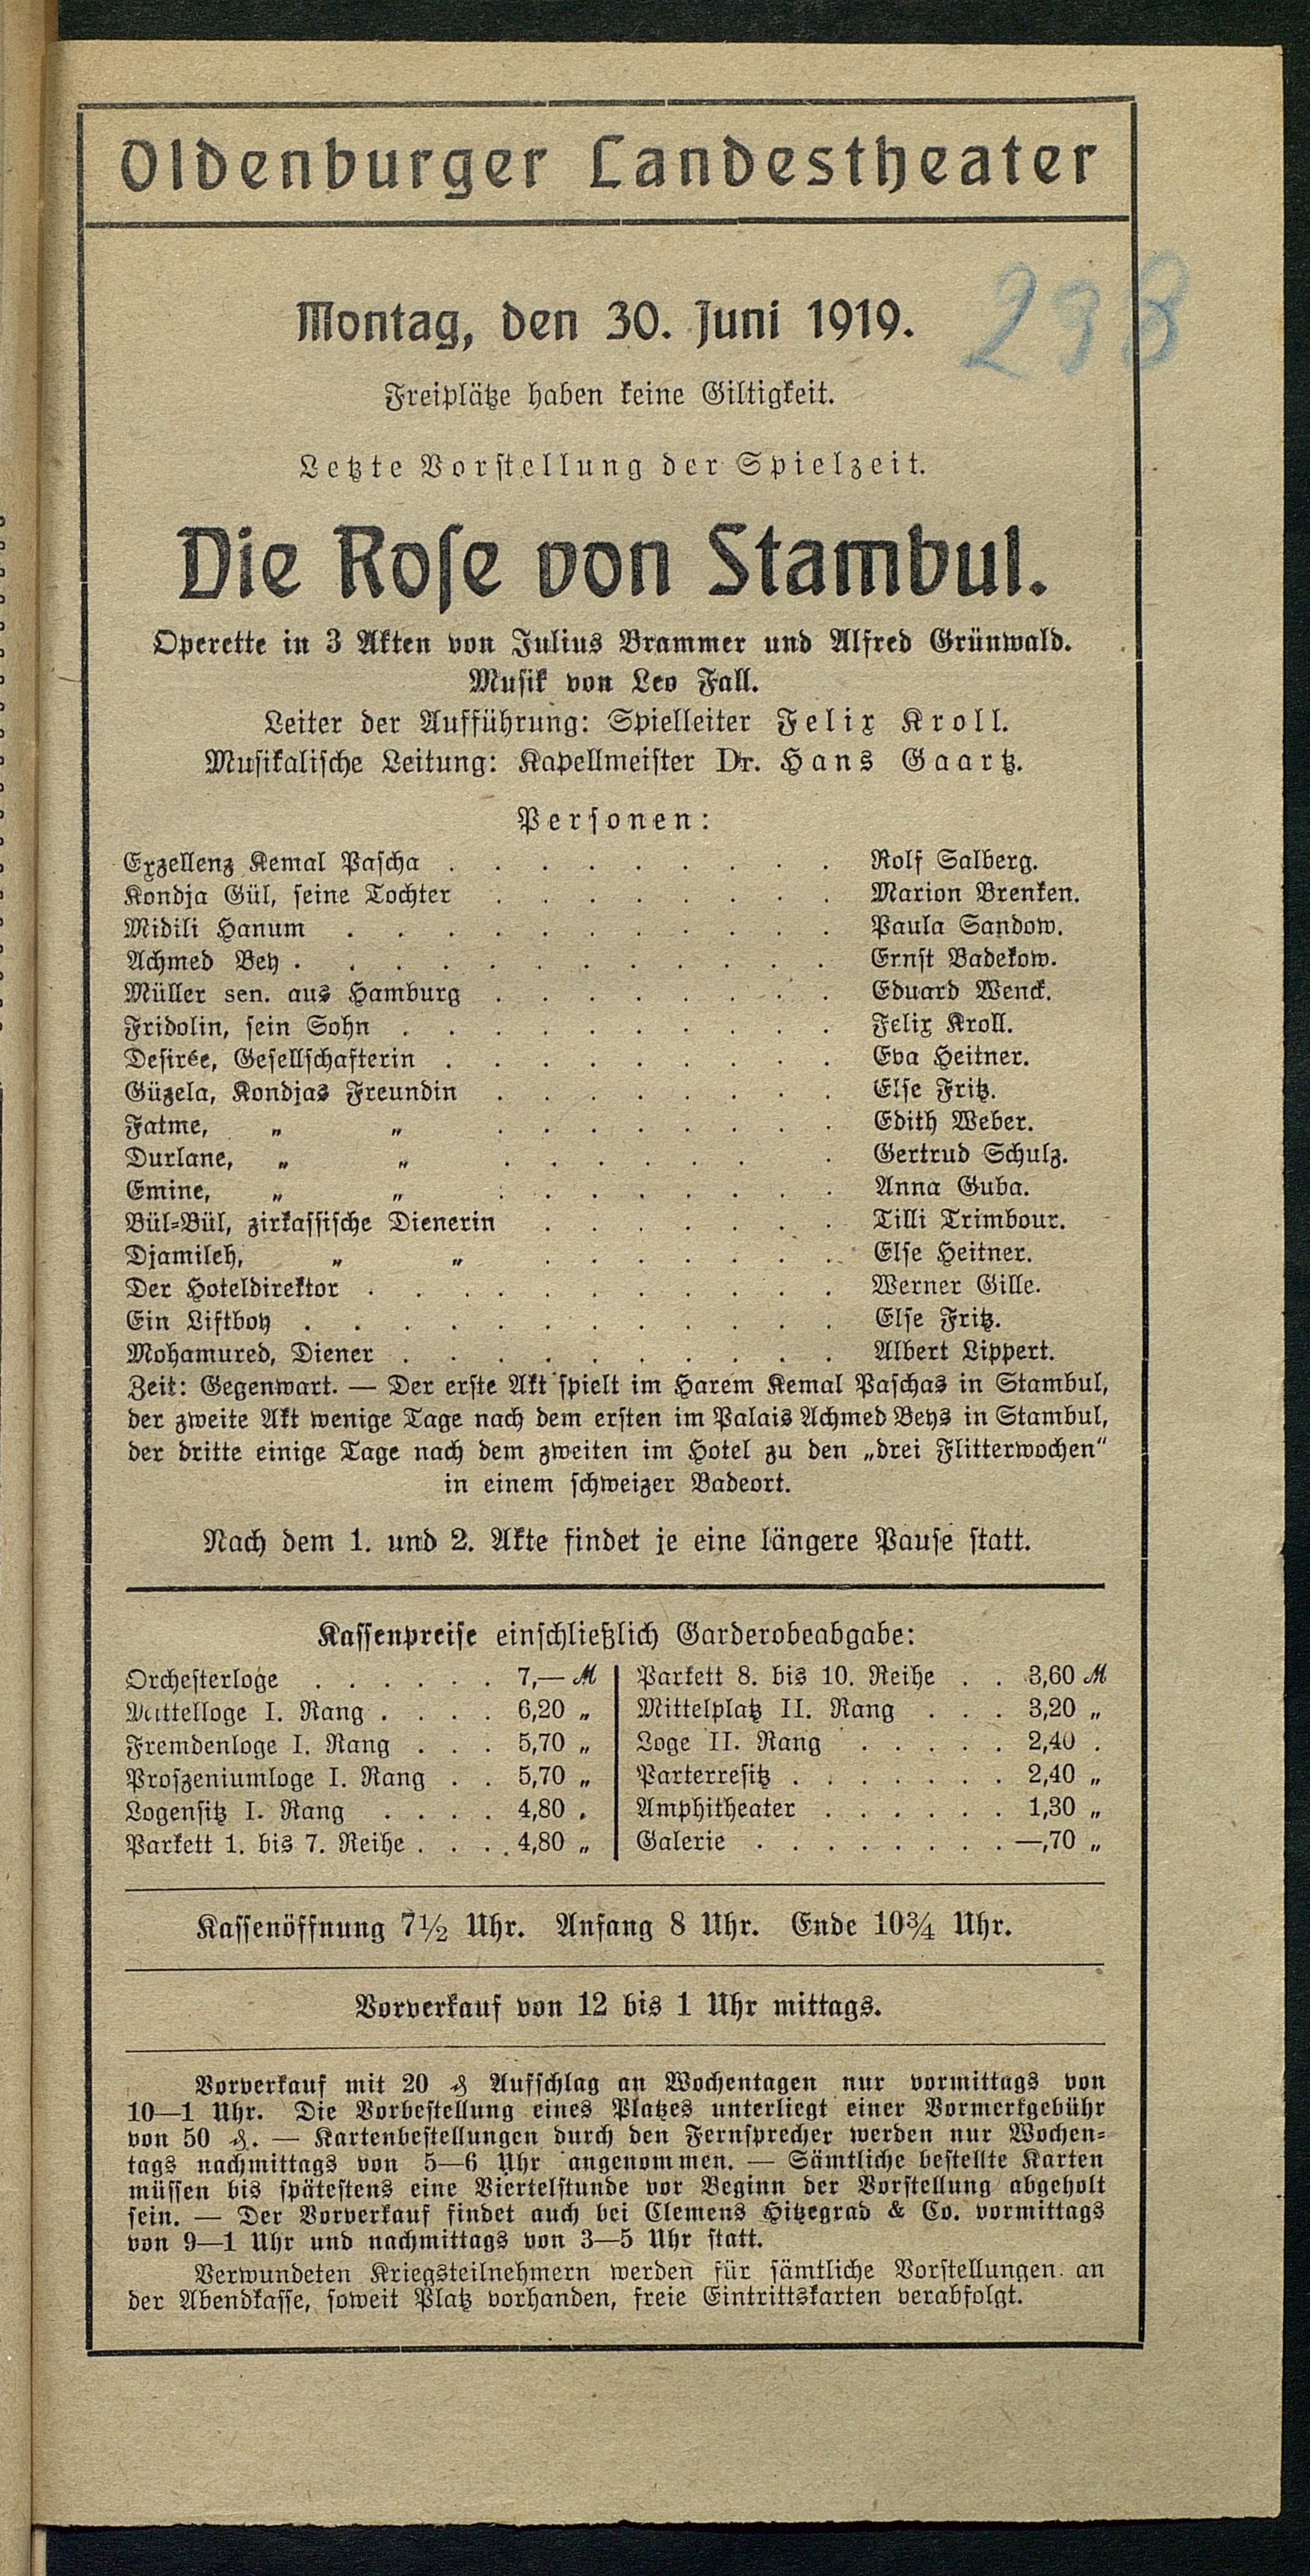 Oldenburger Landestheater
Montag, den 30. Juni 1919.
238
Freiplätze haben keine Giltigkeit.
Letzte Vorstellung der Spielzeit.
Die Rose von Stambul.
Operette in 3 Akten von Julius Brammer und Alfred Grünwald.
Musik von Leo Fall.
Leiter der Aufführung: Spielleiter Felix Kroll.
Musikalische Leitung: Kapellmeister Dr. Hans Gaartz.
Personen:
Exzellenz Kemal Pascha . . . . . . . . . Rolf Salberg.
Kondja Gül, seine Tochter . . . . . . . . Marion Brenken.
Midili Hanum . . . . . . . . . . . Paula Sandow.
Achmed Bey . . . . . . . . . . . . Ernst Badekow.
Müller sen. aus Hamburg . . . . . . . . Eduard Wenck.
Fridolin, sein Sohn . . . . . . . . . . Felix Kroll.
Desirée, Gesellschafterin . . . . . . . . . Eva Heitner.
Güzela, Kondjas Freundin . . . . . . . . Else Fritz.
Fatme, „ „ . . . . . . . . Edith Weber.
Durlane, „ „ . . . . . . . Gertrud Schulz.
Emine, „ „ . . . . . . . . Anna Guba.
Bül-Bül, zirkassische Dienerin . . . . . . . Tilli Trimbour.
Djamileh, „ „ . . . . . . . Else Heitner.
Der Hoteldirektor . . . . . . . . . . . Werner Gille.
Ein Liftboy . . . . . . . . . . . . Else Fritz.
Mohamured, Diener . . . . . . . . . . Albert Lippert.
Zeit: Gegenwart. — Der erste Akt spielt im Harem Kemal Paschas in Stambul,
der zweite Akt wenige Tage nach dem ersten im Palais Achmed Beys in Stambul,
der dritte einige Tage nach dem zweiten im Hotel zu den „drei Flitterwochen“
in einem schweizer Badeort.
Nach dem 1. und 2. Akte findet je eine längere Pause statt.
Kassenpreise einschließlich Garderobeabgabe:
Orchesterloge . . . . . . 7,— ℳ
Mittelloge I. Rang . . . . 6,20 „
Fremdenloge I. Rang . . . 5,70 „
Proszeniumloge I. Rang . . 5,70 „
Logensitz I. Rang . . . . 4,80 .
Parkett 1. bis 7. Reihe . . . . 4,80 „
Parkett 8. bis 10. Reihe . . 3,60 ℳ
Mittelplatz II. Rang . . . 3,20 „
Loge II. Rang . . . . . 2,40 .
Parterresitz . . . . . . . 2,40 „
Amphitheater . . . . . . 1,30 „
Galerie . . . . . . . . —,70 „
Kassenöffnung 7½ Uhr. Anfang 8 Uhr. Ende 10¾ Uhr.
Vorverkauf von 12 bis 1 Uhr mittags.
Vorverkauf mit 20 ₰ Aufschlag an Wochentagen nur vormittags von
10—1 Uhr. Die Vorbestellung eines Platzes unterliegt einer Vormerkgebühr
von 50 ₰. — Kartenbestellungen durch den Fernsprecher werden nur Wochen-
tags nachmittags von 5—6 Uhr angenommen. — Sämtliche bestellte Karten
müssen bis spätestens eine Viertelstunde vor Beginn der Vorstellung abgeholt
sein. — Der Vorverkauf findet auch bei Clemens Hitzegrad & Co. vormittags
von 9—1 Uhr und nachmittags von 3—5 Uhr statt.
Verwundeten Kriegsteilnehmern werden für sämtliche Vorstellungen an
der Abendkasse, soweit Platz vorhanden, freie Eintrittskarten verabfolgt.